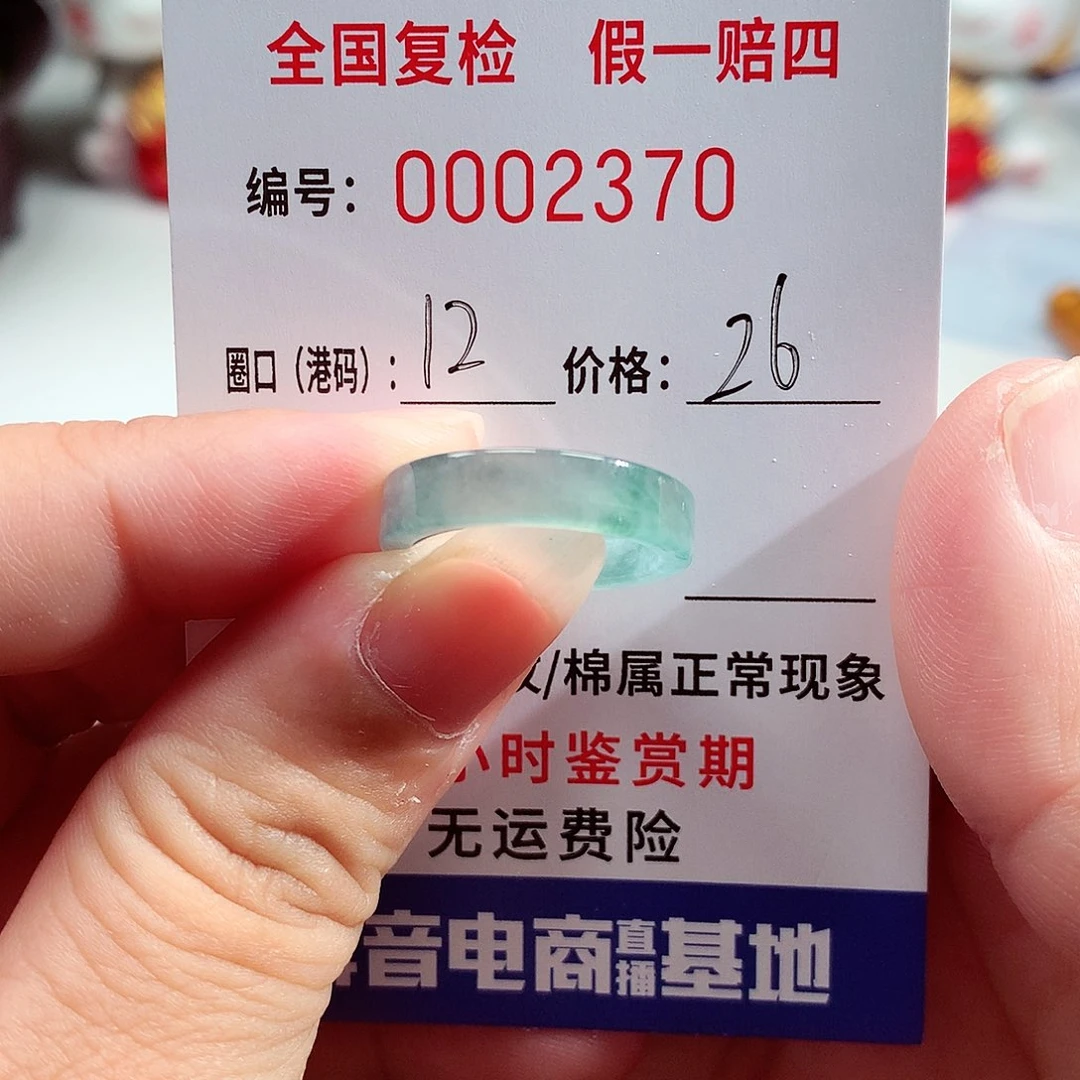 全国复检 假一赔四
编号：0002370
圈口（港码）：12 价格：26
/棉属正常现象
小时鉴赏期
无运费险
音电商直播基地